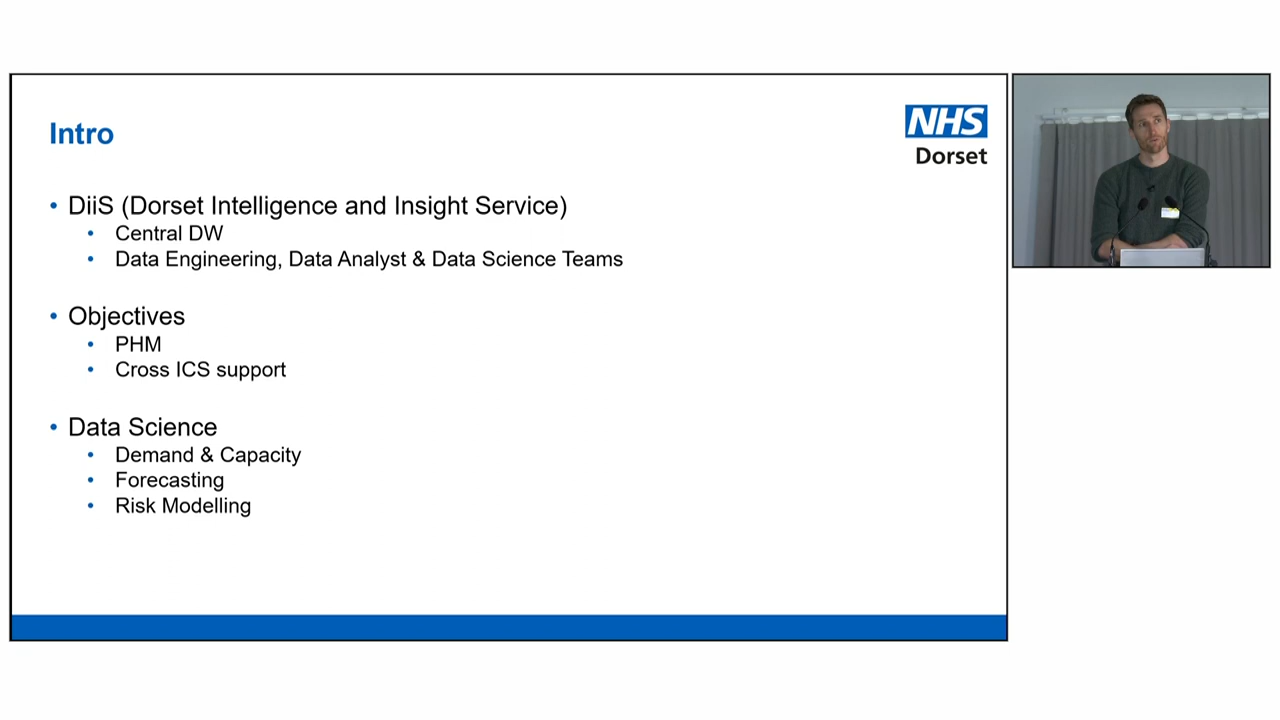 Intro
NHS
Dorset
• DiiS (Dorset Intelligence and Insight Service)
• Central DW
• Data Engineering, Data Analyst & Data Science Teams
• Objectives
• PHM
• Cross ICS support
• Data Science
• Demand & Capacity
• Forecasting
• Risk Modelling